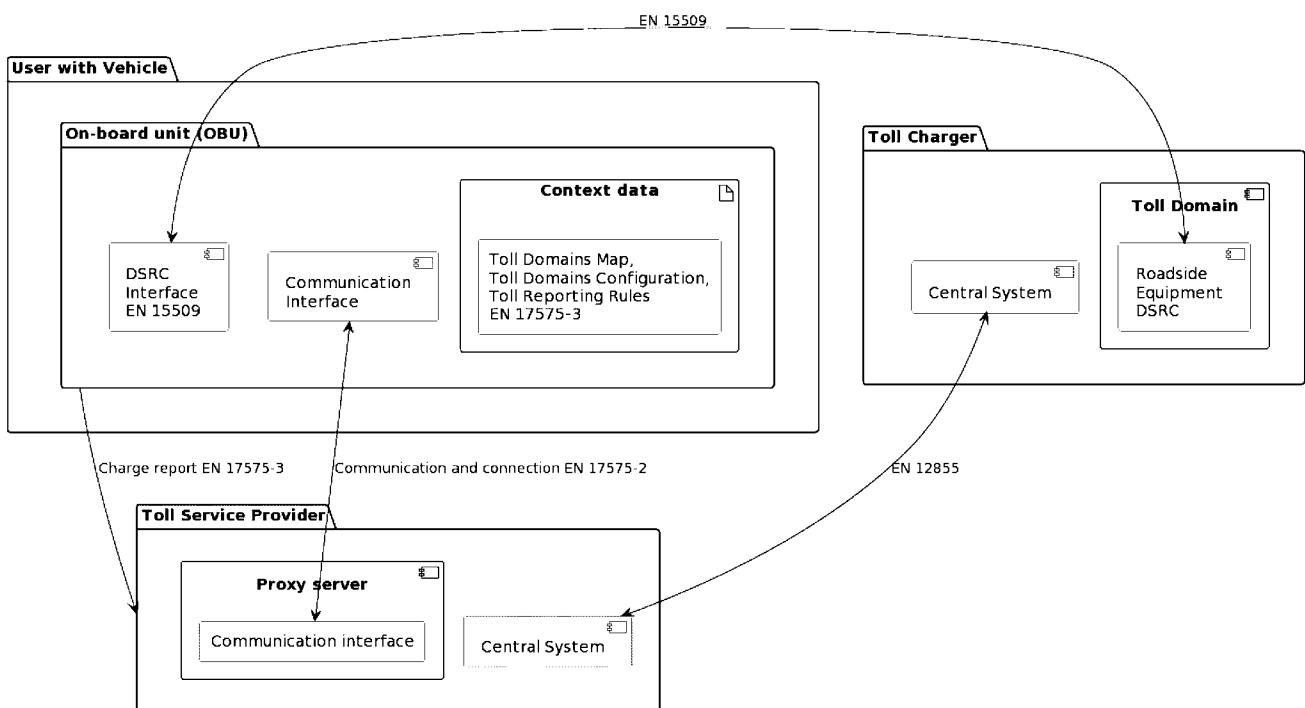 EN 15509
User with Vehicle
On-board unit (OBU)
Toll Charger
Context data
Toll Domain
DSRC
Interface
EN 15509
Communication
Interface
Toll Domains Map,
Toll Domains Configuration,
Toll Reporting Rules
EN 17575-3
Central System
Roadside
Equipment
DSRC
Charge report EN 17575-3
Communication and connection EN 17575-2
EN 12855
Toll Service Provider
Proxy server
Communication interface
Central System